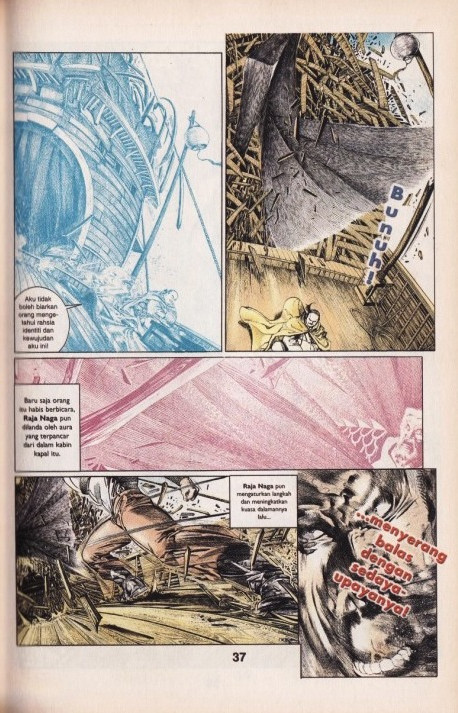 Aku tidak
boleh biarkan
orang menge-
tahui rahsia
identiti dan
kewujudan
aku ini!
Bunuh!
Baru saja orang
itu habis berbicara,
Raja Naga pun
dilanda oleh aura
yang terpancar
dari dalam kabin
kapal itu.
Raja Naga pun
mengaturkan langkah
dan meningkatkan
kuasa dalamannya
lalu...
...menyerang
balas
dengan
sedaya-
upayanya!
37